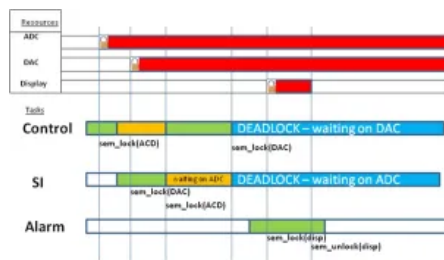 Resources
ADC
DAC
Display
Tasks
Control
DEADLOCK – waiting on DAC
sem_lock(ACD)
sem_lock(DAC)
SI
waiting on ADC
DEADLOCK – waiting on ADC
sem_lock(DAC)
sem_lock(ACD)
Alarm
sem_lock(disp)
sem_unlock(disp)